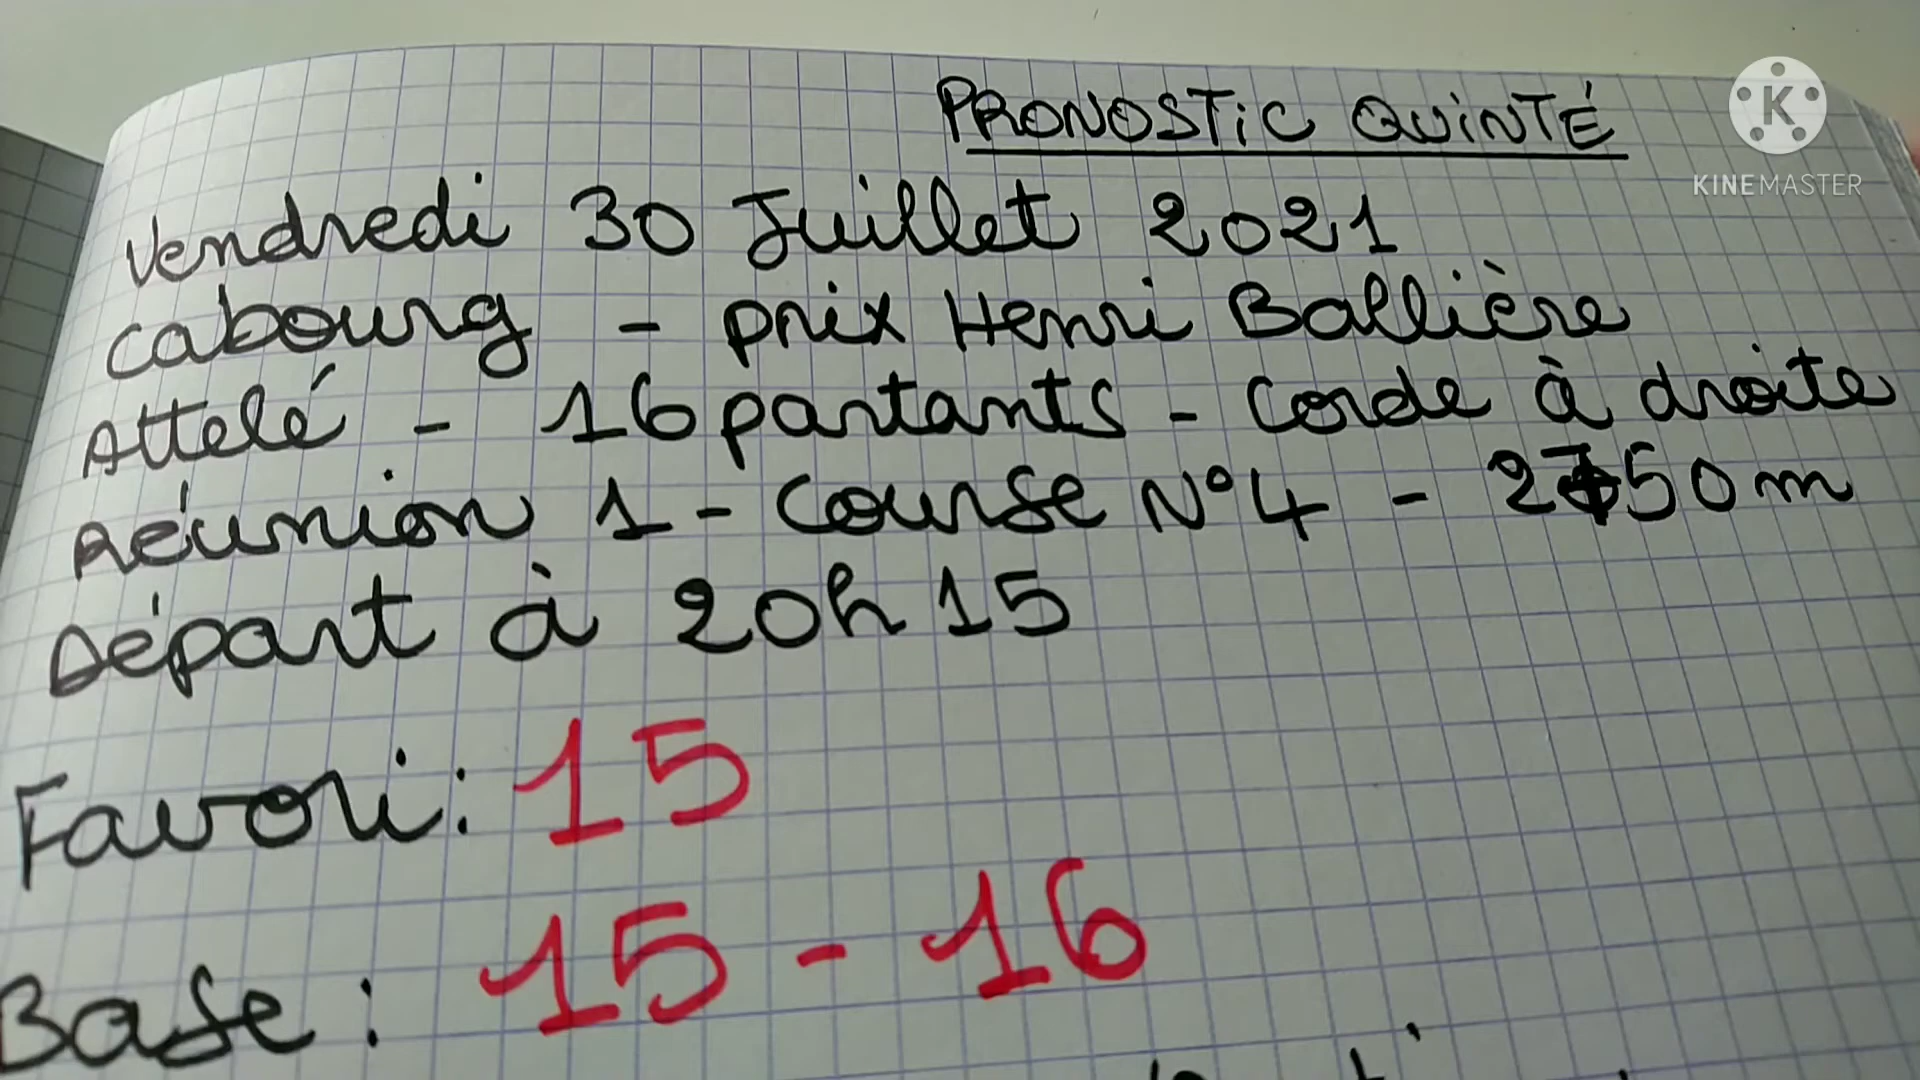 PRONOSTIC QUINTÉ
K
KINEMASTER
Vendredi 30 Juillet 2021
Cabourg - prix Henri Ballière
Attelé - 16 partants - corde à droite
Réunion 1 - Course N°4 - 2750m
Départ à 20h15
Favori: 15
Base: 15 - 16